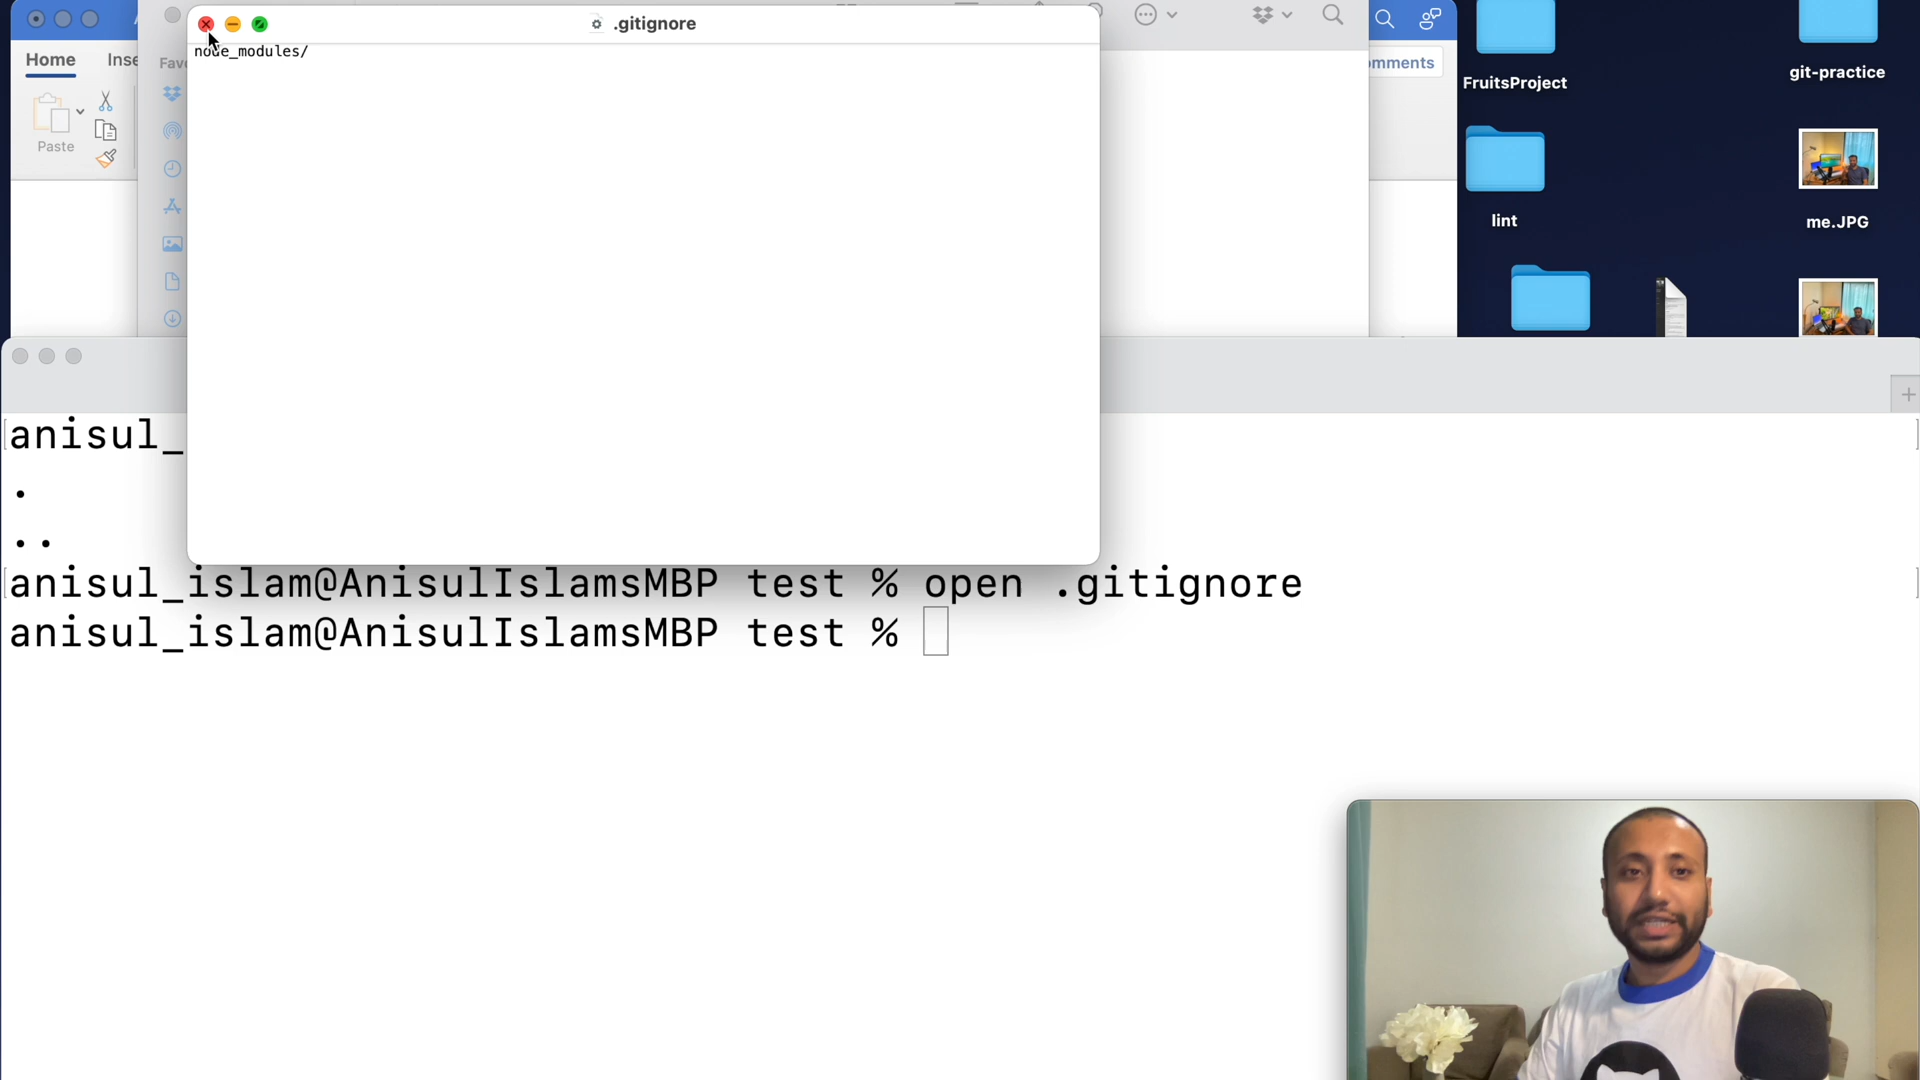 .gitignore
node_modules/
Home
Inse
Fav
Paste
mments
FruitsProject
git-practice
lint
me.JPG
anisul_
.
..
anisul_islam@AnisulIslamsMBP test % open .gitignore
anisul_islam@AnisulIslamsMBP test %